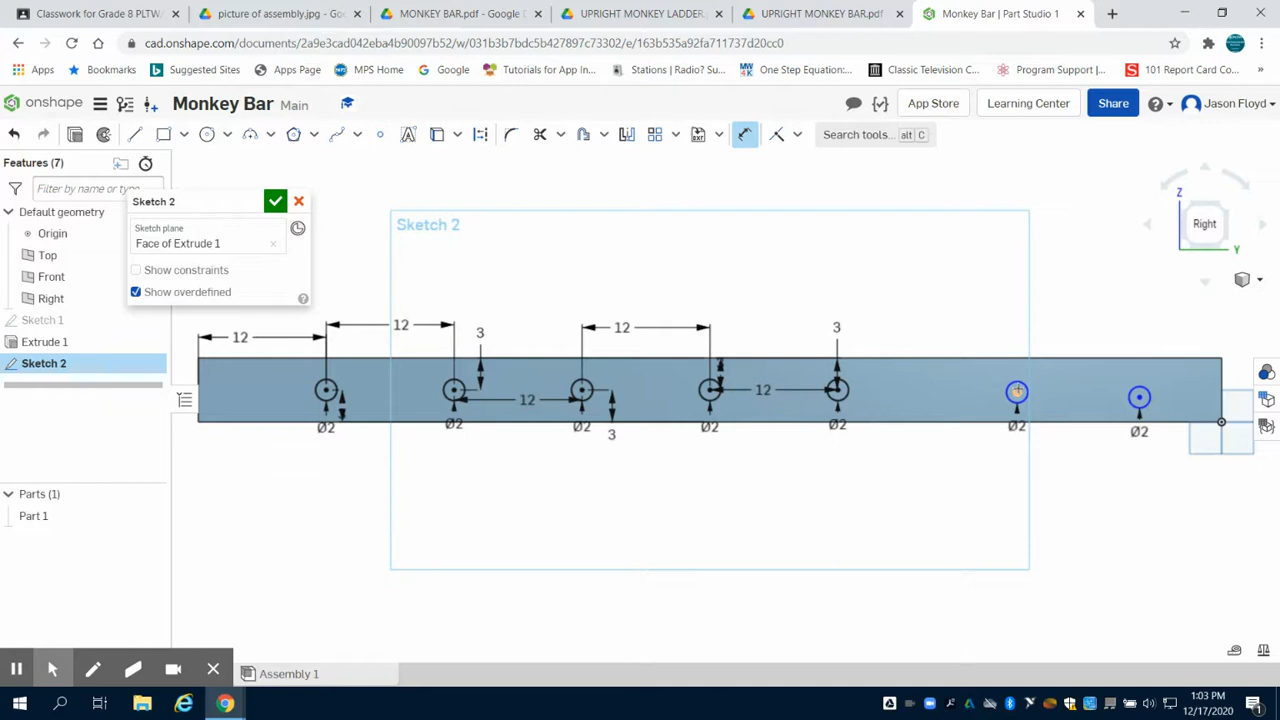 Classwork for Grade 8 PLTW/
picture of assembly.jpg - Goo
MONKEY BAR.pdf - Google D
UPRIGHT MONKEY LADDER.
UPRIGHT MONKEY BAR.pdf
Monkey Bar | Part Studio 1
cad.onshape.com/documents/2a9e3cad042eba4b90097b52/w/031b3b7bdc5b427897c73302/e/163b535a92fa711737d20cc0
Apps
Bookmarks
Suggested Sites
Apps Page
MPS Home
Google
Tutorials for App In...
Stations | Radio? Su...
One Step Equation:...
Classic Television C...
Program Support |...
101 Report Card Co...
»
onshape
Monkey Bar Main
App Store
Learning Center
Share
Jason Floyd
Search tools... alt C
Features (7)
Filter by name or type...
Default geometry
Origin
Top
Front
Right
Sketch 1
Extrude 1
Sketch 2
Parts (1)
Part 1
Sketch 2
Sketch plane
Face of Extrude 1
Show constraints
Show overdefined
Sketch 2
Z
Right
Y
12 12 3 12 3
12 12
3
Ø2 Ø2 Ø2 Ø2 Ø2 Ø2 Ø2
Assembly 1
1:03 PM
12/17/2020